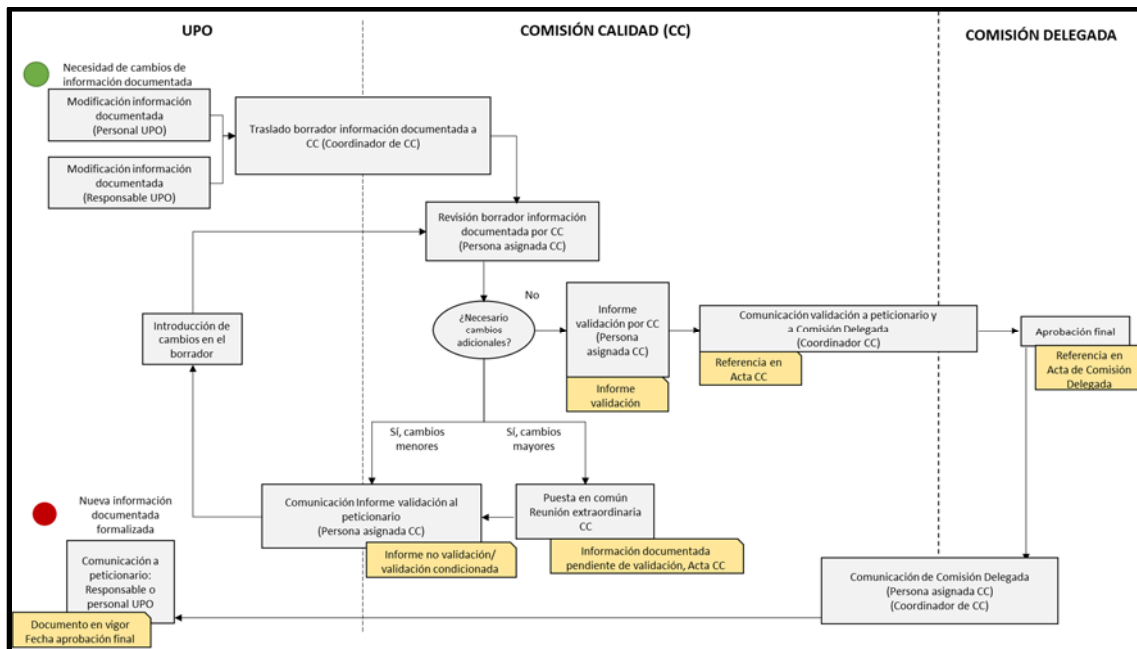 UPO
COMISIÓN CALIDAD (CC)
COMISIÓN DELEGADA
Necesidad de cambios de
información documentada
Modificación información
documentada
(Personal UPO)
Modificación información
documentada
(Responsable UPO)
Traslado borrador información documentada a
CC (Coordinador de CC)
Revisión borrador información
documentada por CC
(Persona asignada CC)
¿Necesario
cambios
adicionales?
No
Informe
validación por CC
(Persona
asignada CC)
Informe
validación
Comunicación validación a peticionario y
a Comisión Delegada
(Coordinador CC)
Referencia en
Acta CC
Aprobación final
Referencia en
Acta de Comisión
Delegada
Introducción de
cambios en el
borrador
Sí, cambios
menores
Sí, cambios
mayores
Comunicación Informe validación al
peticionario
(Persona asignada CC)
Informe no validación/
validación condicionada
Puesta en común
Reunión extraordinaria
CC
Información documentada
pendiente de validación, Acta CC
Nueva información
documentada
formalizada
Comunicación a
peticionario:
Responsable o
personal UPO
Documento en vigor
Fecha aprobación final
Comunicación de Comisión Delegada
(Persona asignada CC)
(Coordinador de CC)